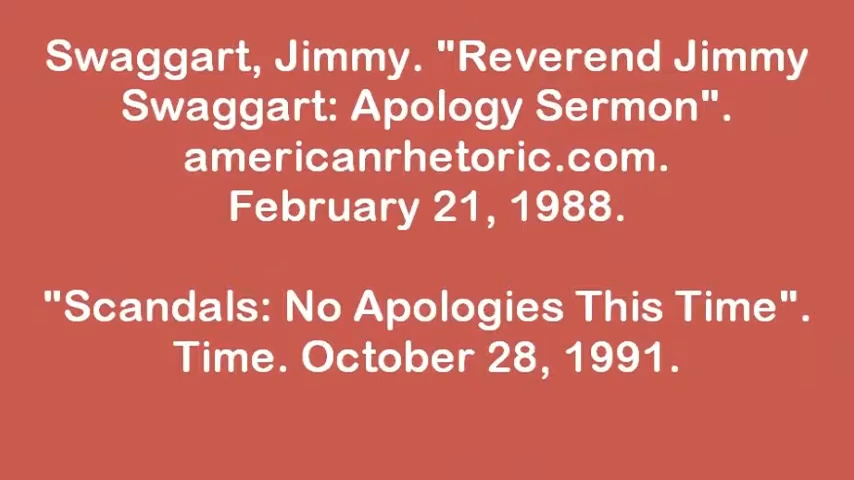 Swaggart, Jimmy. "Reverend Jimmy
Swaggart: Apology Sermon".
americanrhetoric.com.
February 21, 1988.
"Scandals: No Apologies This Time".
Time. October 28, 1991.